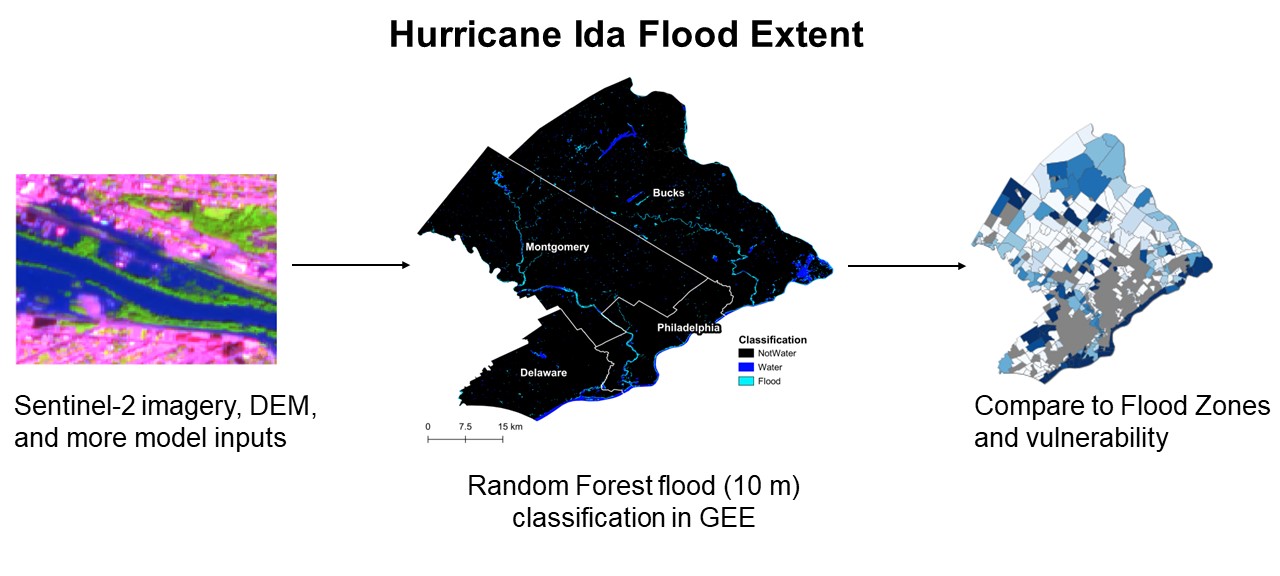 Hurricane Ida Flood Extent
Bucks
Montgomery
Philadelphia
Delaware
Classification
NotWater
Water
Flood
0 7.5 15 km
Sentinel-2 imagery, DEM,
and more model inputs
Random Forest flood (10 m)
classification in GEE
Compare to Flood Zones
and vulnerability